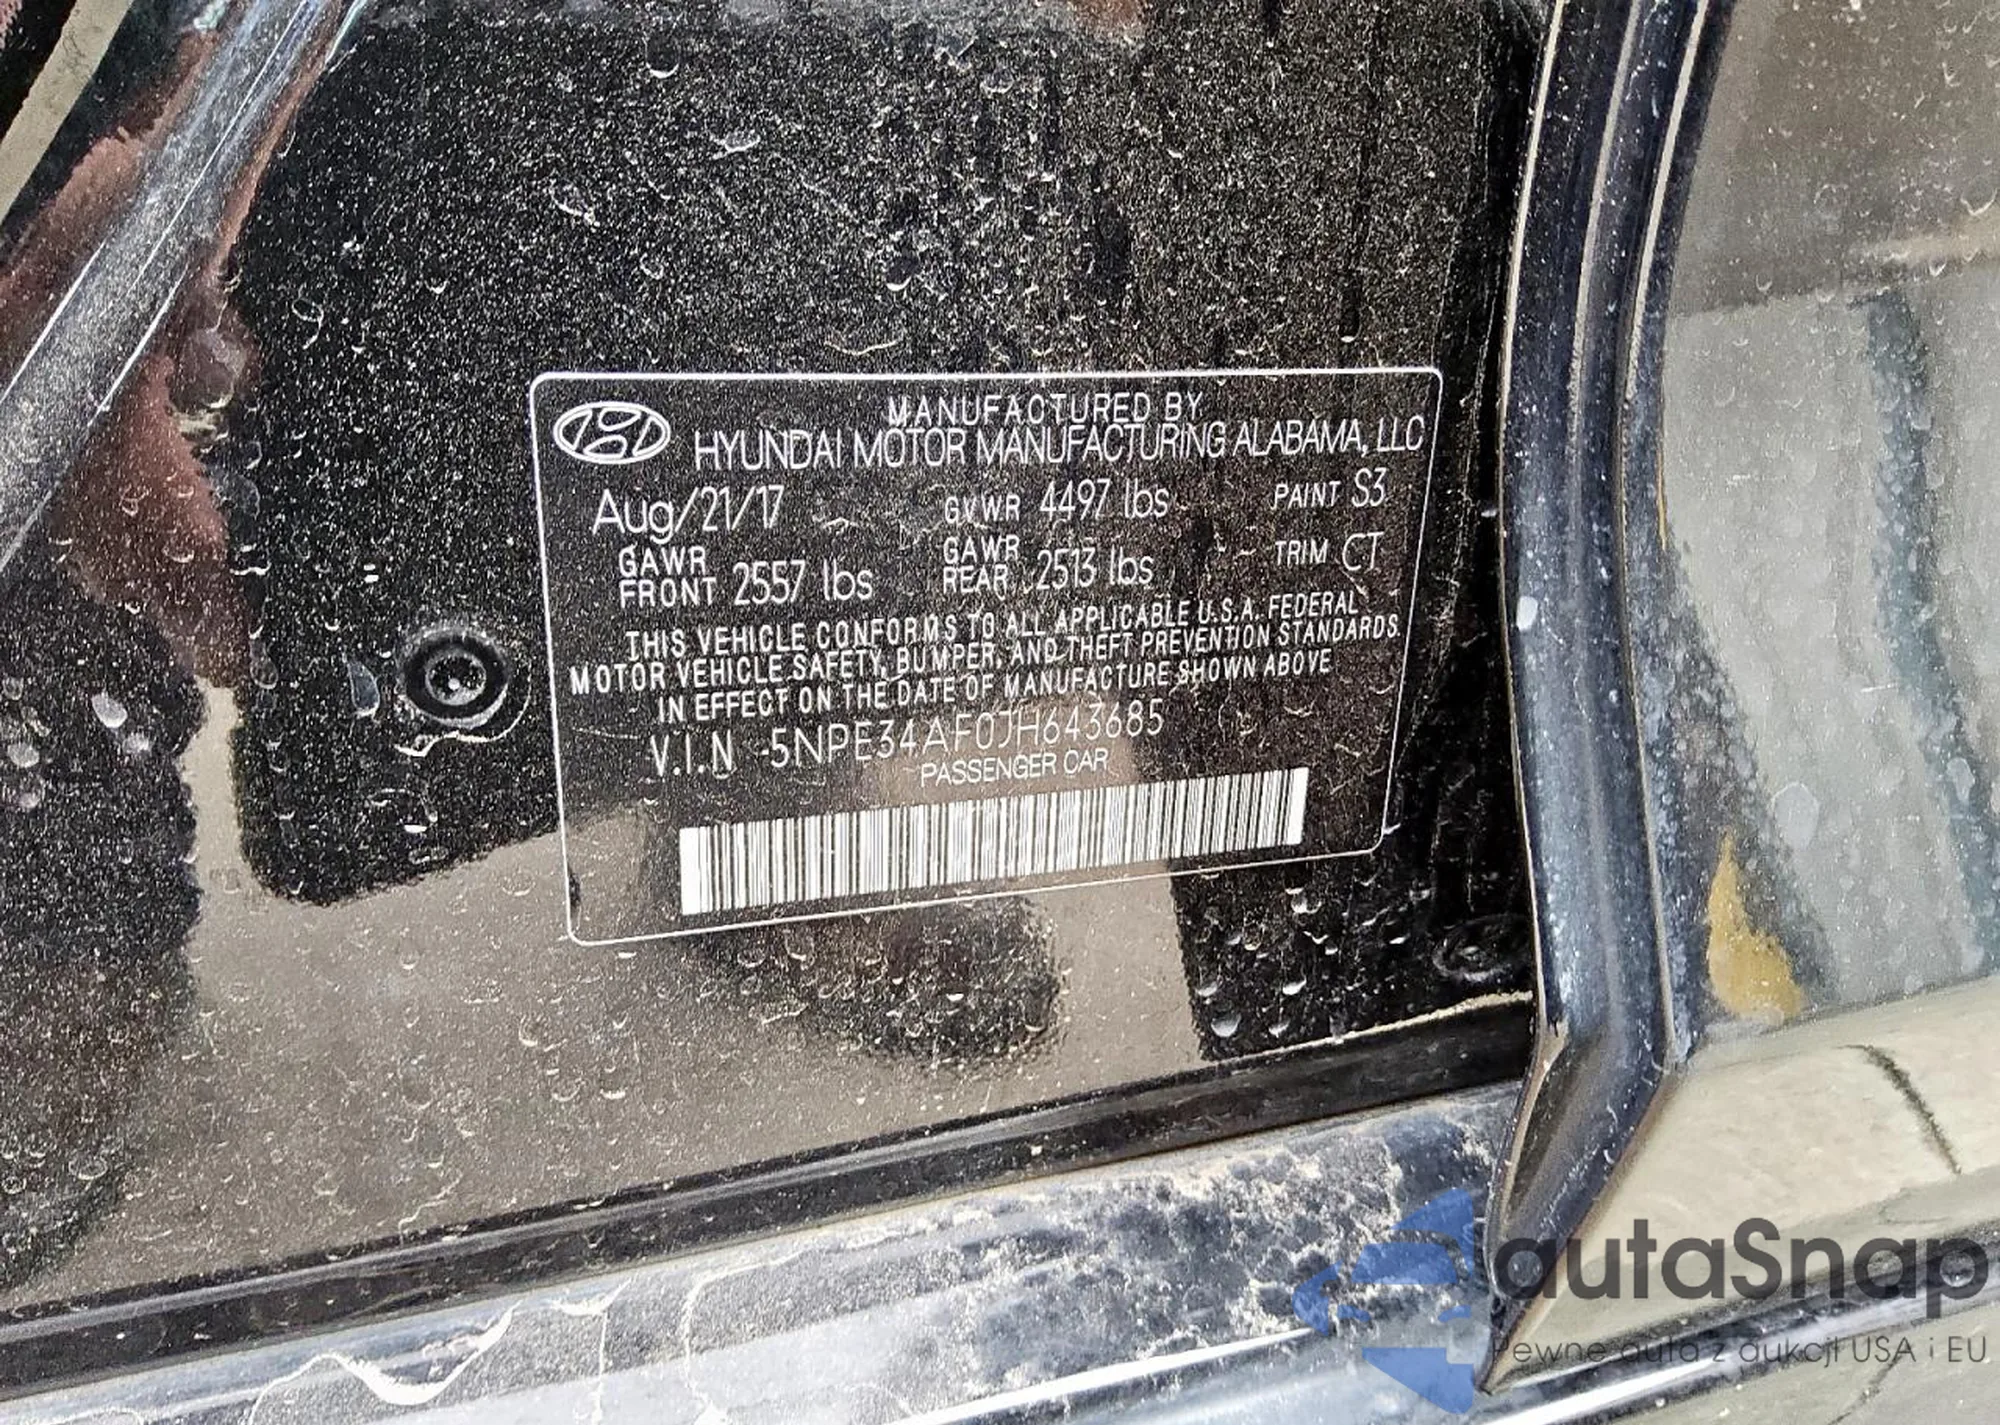 MANUFACTURED BY
HYUNDAI MOTOR MANUFACTURING ALABAMA, LLC
Aug/21/17 GVWR 4497 lbs PAINT S3
GAWR FRONT 2557 lbs GAWR REAR 2513 lbs TRIM CT
THIS VEHICLE CONFORMS TO ALL APPLICABLE U.S.A. FEDERAL
MOTOR VEHICLE SAFETY, BUMPER, AND THEFT PREVENTION STANDARDS
IN EFFECT ON THE DATE OF MANUFACTURE SHOWN ABOVE
V.I.N -5NPE34AF0JH643685
PASSENGER CAR
autaSnap
Pewne auta z aukcji USA i EU